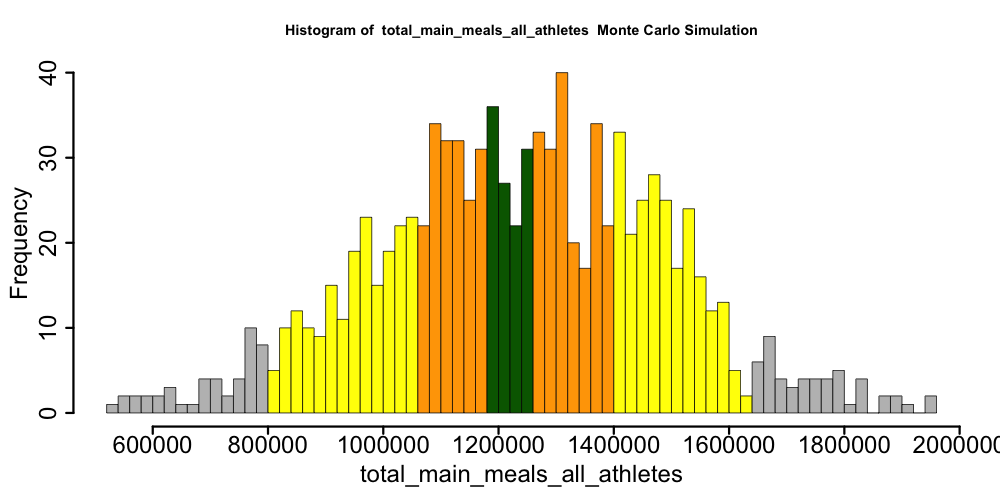 Histogram of  total_main_meals_all_athletes  Monte Carlo Simulation
Frequency
40
30
20
10
0
600000 800000 1000000 1200000 1400000 1600000 1800000 2000000
total_main_meals_all_athletes